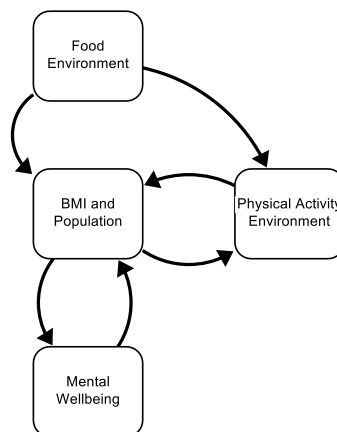 Food
Environment
BMI and
Population
Physical Activity
Environment
Mental
Wellbeing